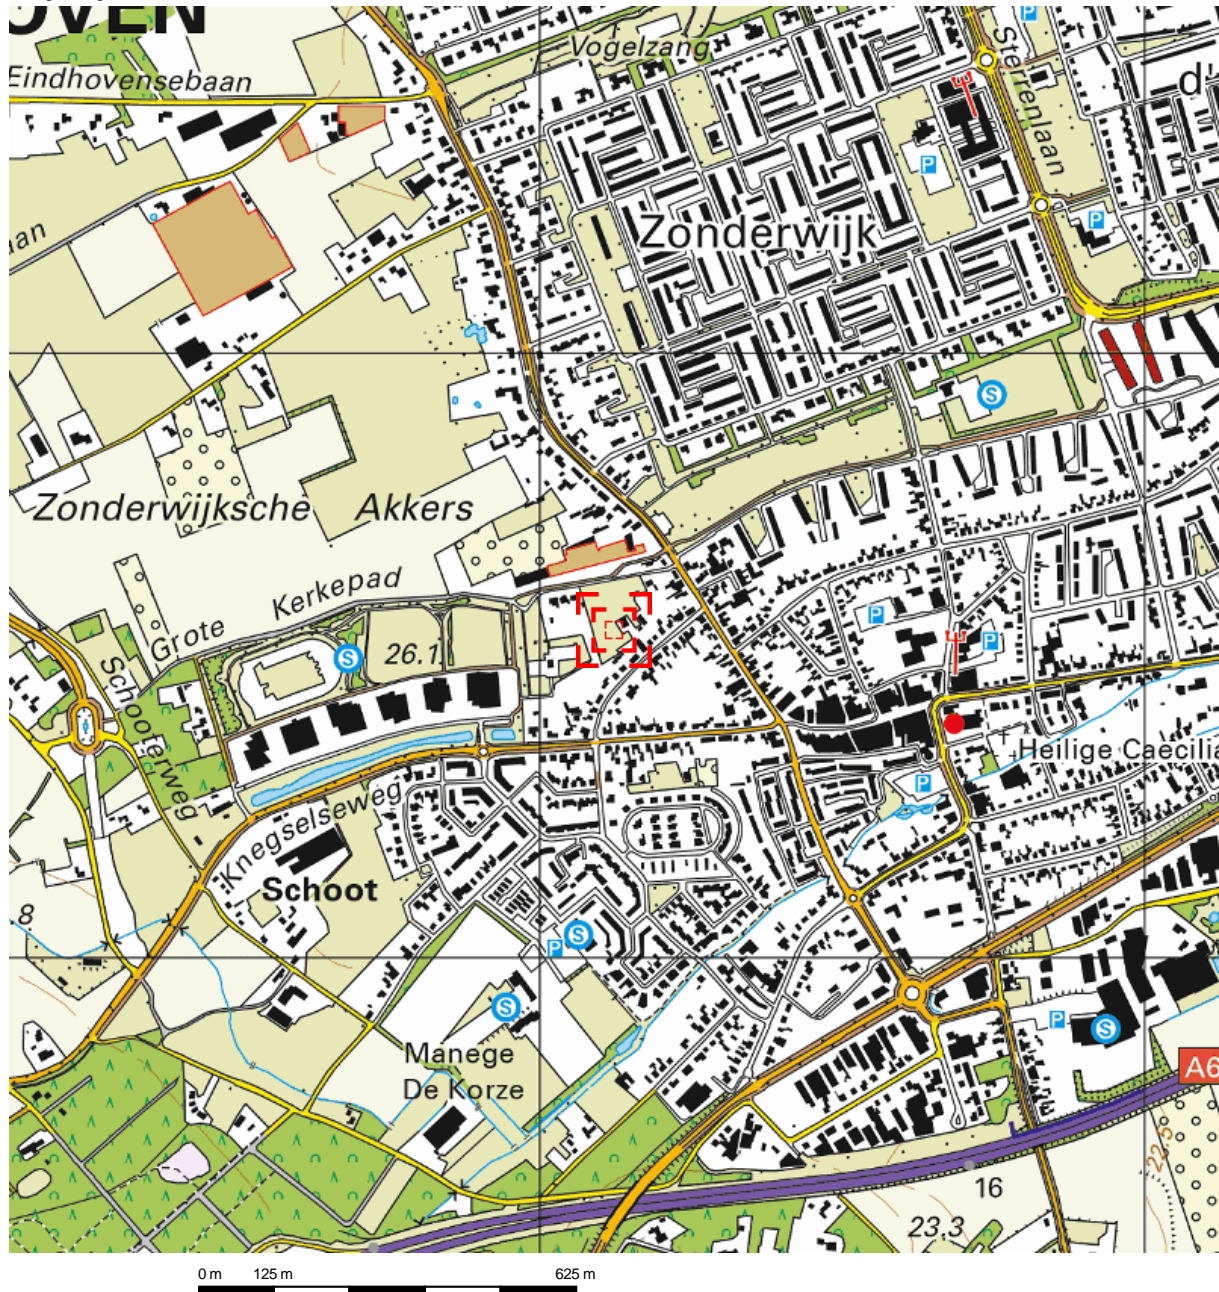 OVEN
Vogelzang
Eindhovensebaan
Sterrenlaan
d'
P
P
P
Zonderwijk
aan
S
Zonderwijksche Akkers
Grote Kerkepad
26.1
S
P
P
Schooterweg
Heilige Caecilia
P
Knegselseweg
Schoot
8
P
S
S
P
S
Manege
De Korze
A6
22,5
16
23,3
0 m 125 m 625 m